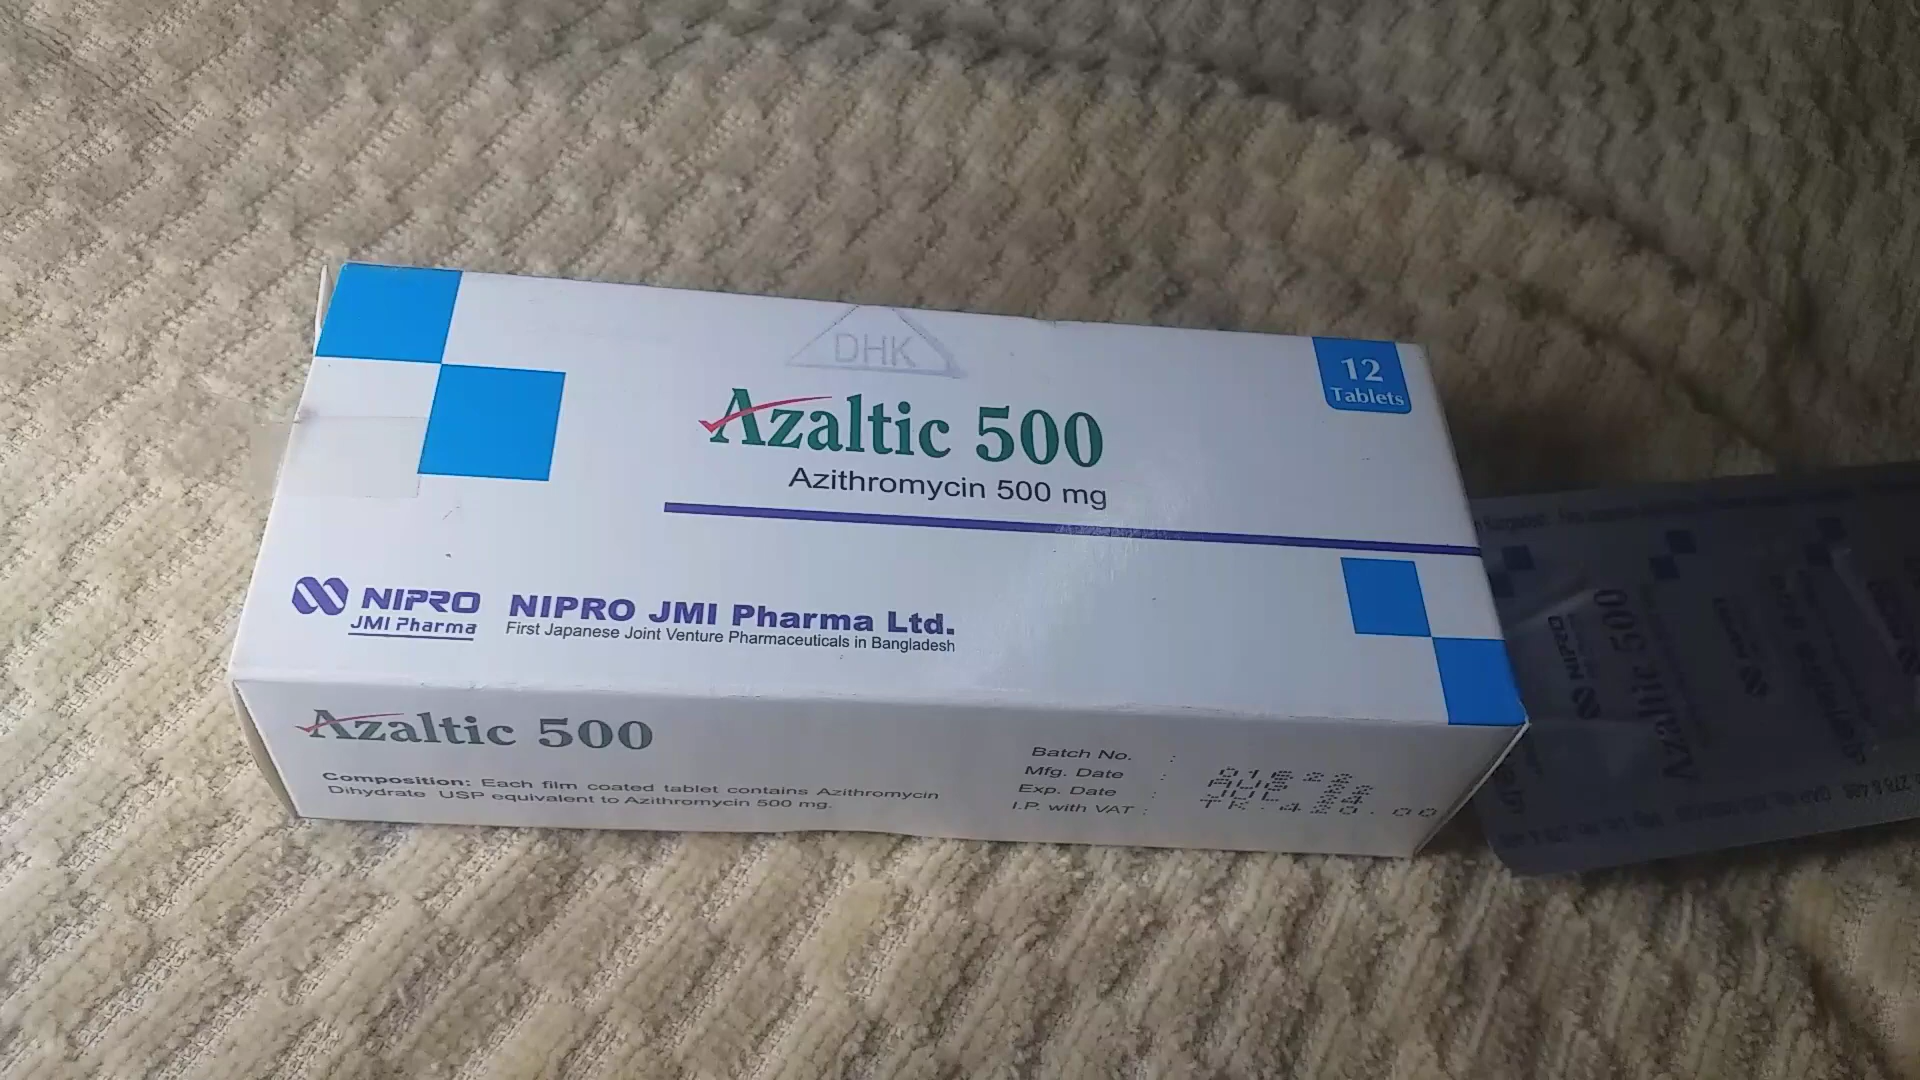 DHK
12
Tablets
Azaltic 500
Azithromycin 500 mg
NIPRO
JMI Pharma
NIPRO JMI Pharma Ltd.
First Japanese Joint Venture Pharmaceuticals in Bangladesh
Azaltic 500
Composition: Each film coated tablet contains Azithromycin
Dihydrate USP equivalent to Azithromycin 500 mg.
Batch No. :
Mfg. Date :
Exp. Date :
I.P. with VAT :
NIPRO
Azaltic 500